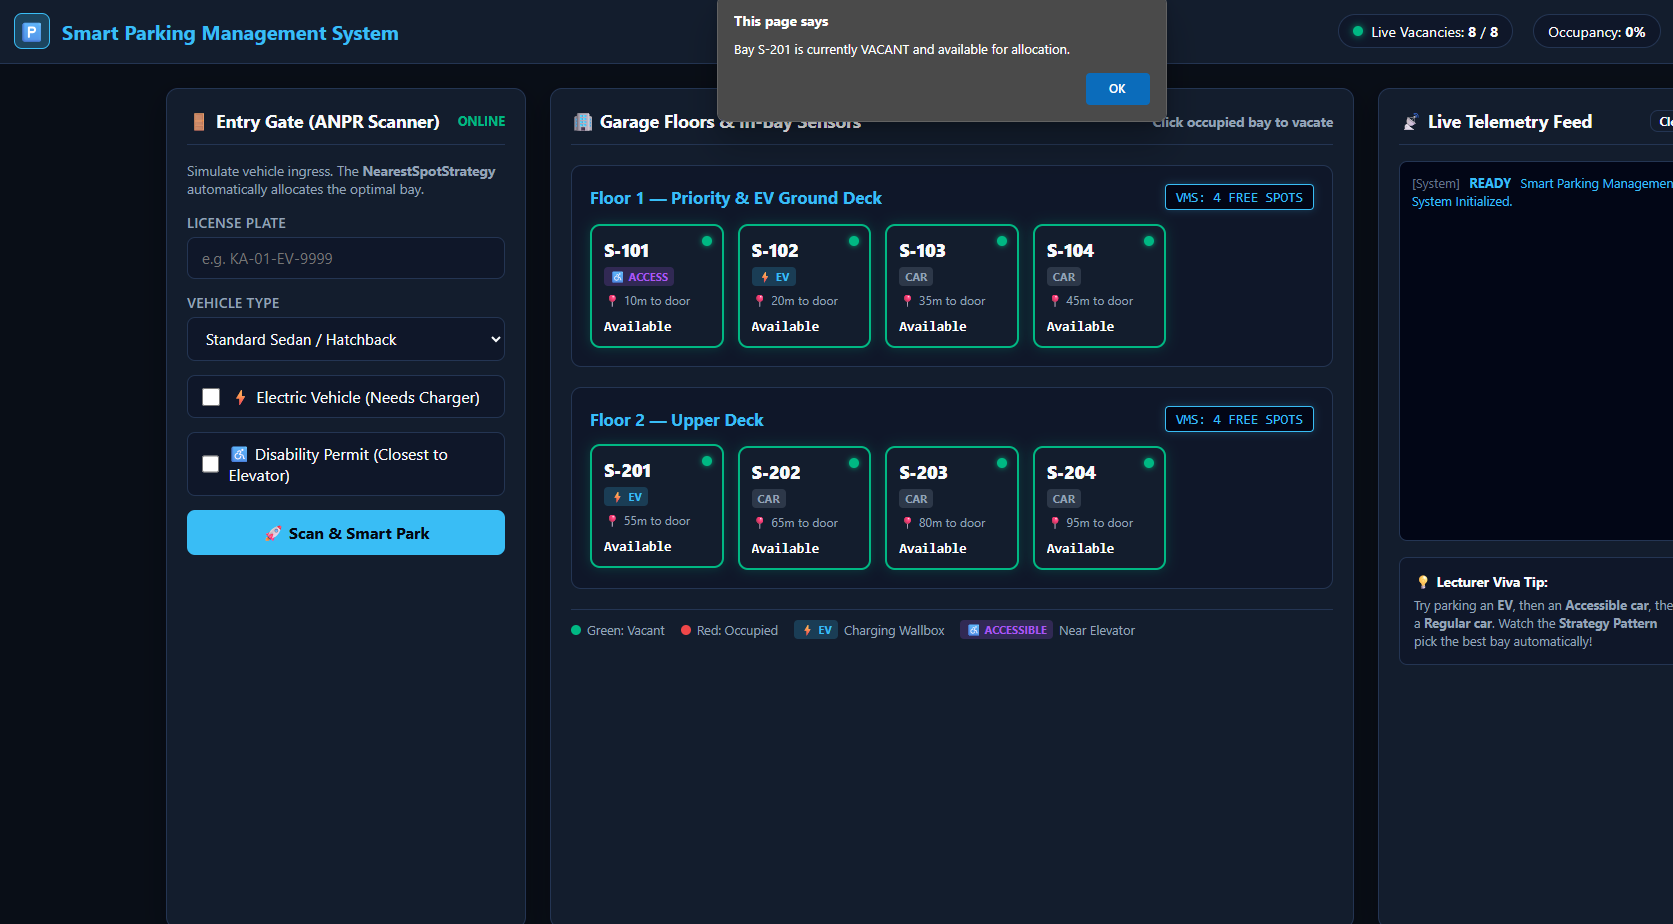 P Smart Parking Management System
This page says
Bay S-201 is currently VACANT and available for allocation.
OK
Live Vacancies: 8 / 8
Occupancy: 0%
Entry Gate (ANPR Scanner) ONLINE
Simulate vehicle ingress. The NearestSpotStrategy
automatically allocates the optimal bay.
LICENSE PLATE
e.g. KA-01-EV-9999
VEHICLE TYPE
Standard Sedan / Hatchback
Electric Vehicle (Needs Charger)
Disability Permit (Closest to
Elevator)
Scan & Smart Park
Garage Floors & In-Bay Sensors
Click occupied bay to vacate
Floor 1 — Priority & EV Ground Deck
VMS: 4 FREE SPOTS
S-101
ACCESS
10m to door
Available
S-102
EV
20m to door
Available
S-103
CAR
35m to door
Available
S-104
CAR
45m to door
Available
Floor 2 — Upper Deck
VMS: 4 FREE SPOTS
S-201
EV
55m to door
Available
S-202
CAR
65m to door
Available
S-203
CAR
80m to door
Available
S-204
CAR
95m to door
Available
Green: Vacant
Red: Occupied
EV Charging Wallbox
ACCESSIBLE Near Elevator
Live Telemetry Feed
[System] READY Smart Parking Managemen
System Initialized.
Lecturer Viva Tip:
Try parking an EV, then an Accessible car, the
a Regular car. Watch the Strategy Pattern
pick the best bay automatically!